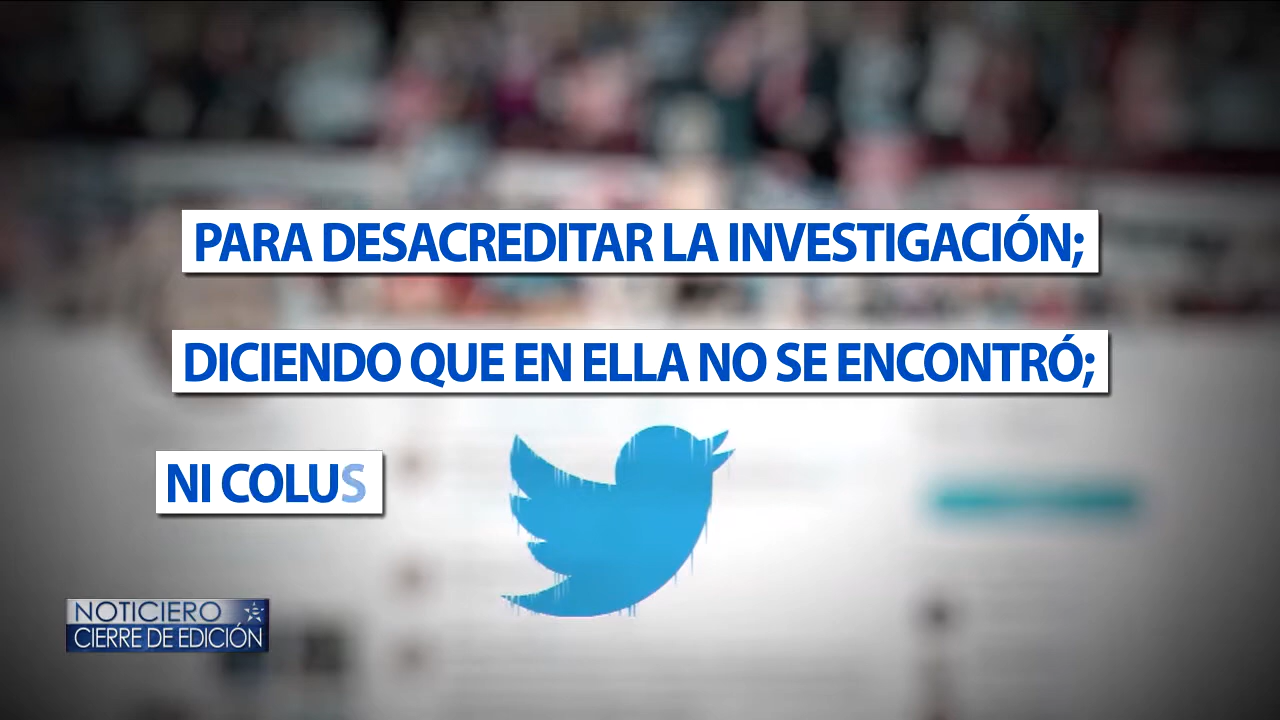 PARA DESACREDITAR LA INVESTIGACIÓN;
DICIENDO QUE EN ELLA NO SE ENCONTRÓ;
NI COLUS
NOTICIERO
CIERRE DE EDICIÓN